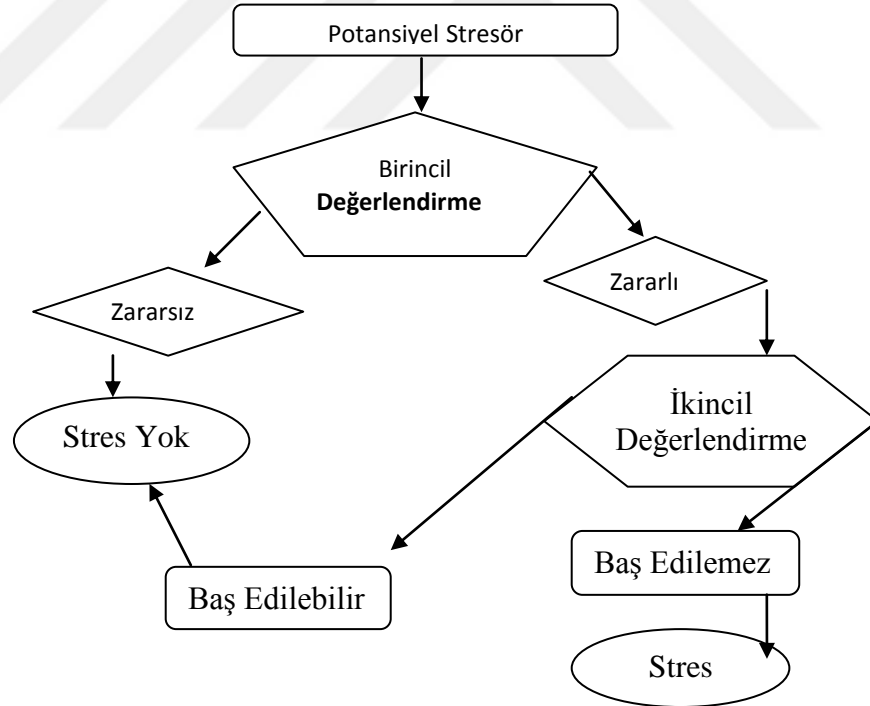 Potansiyel Stresör
Birincil
Değerlendirme
Zararlı
Zararsız
İkincil
Değerlendirme
Stres Yok
Baş Edilemez
Baş Edilebilir
Stres